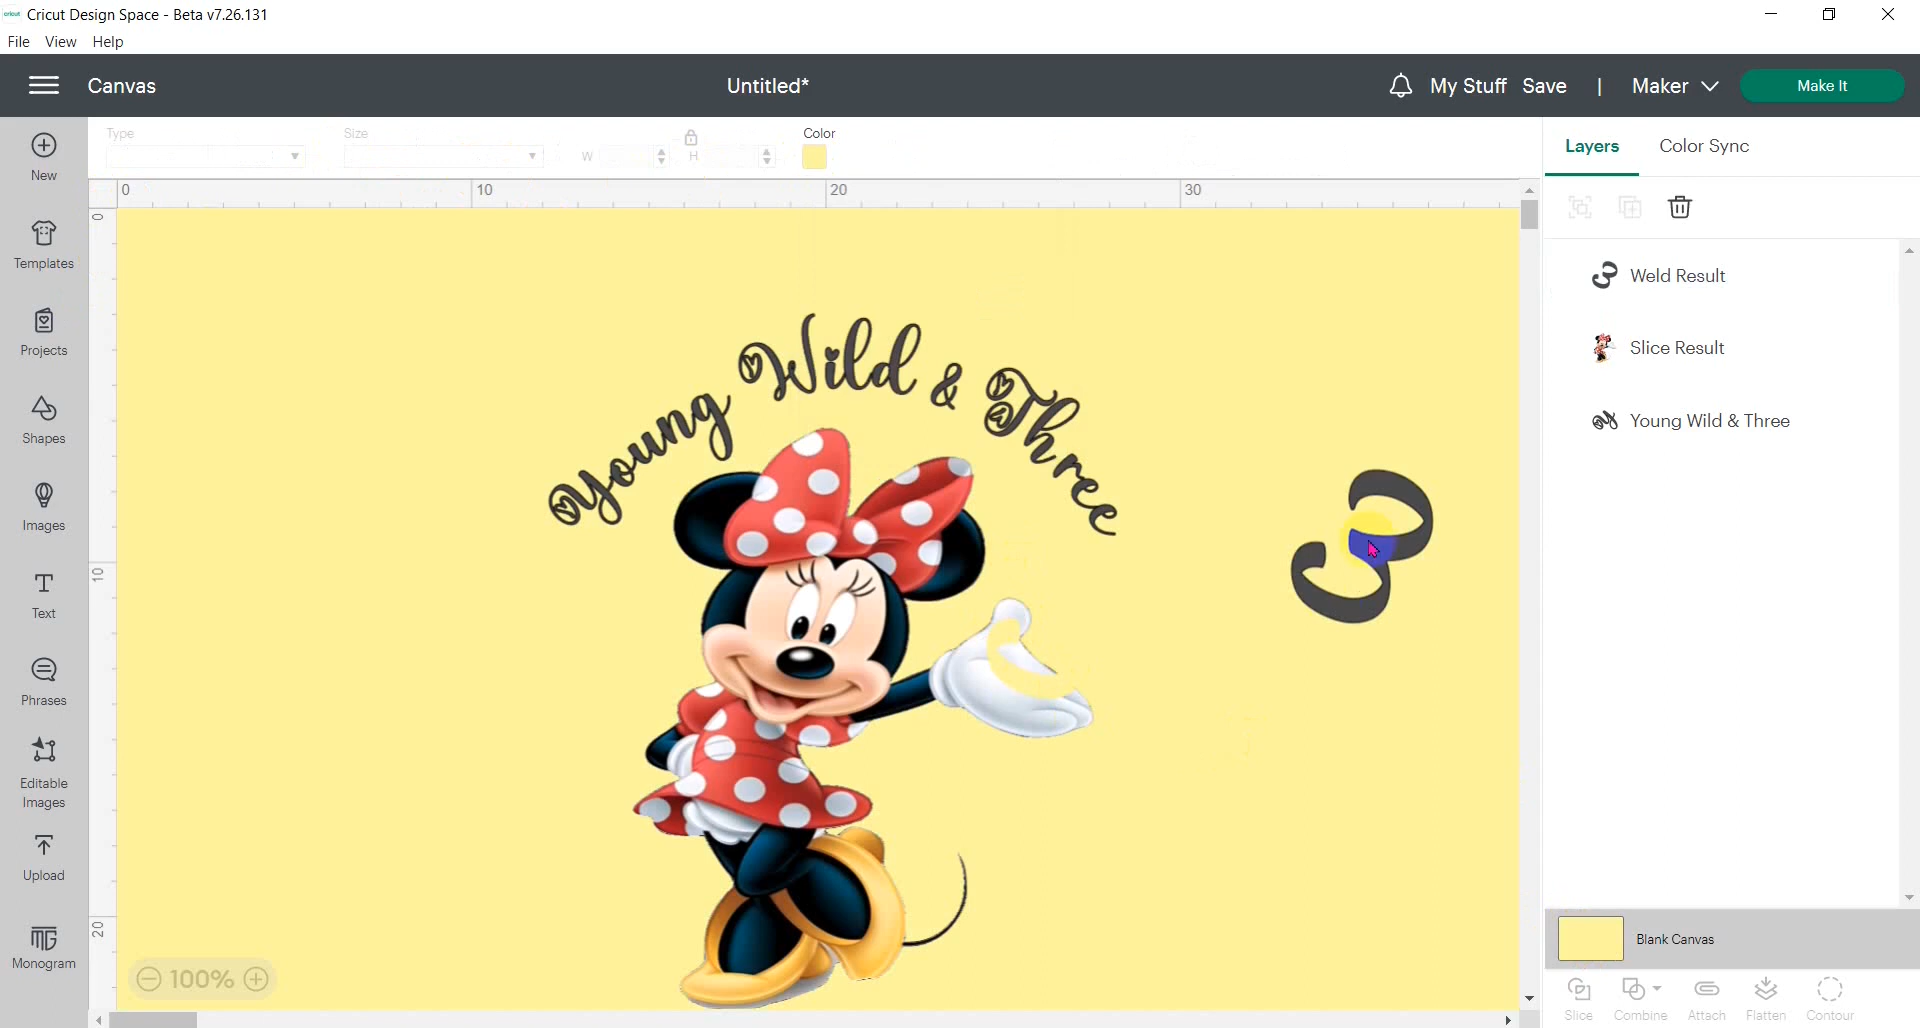 cricut Cricut Design Space - Beta v7.26.131
File View Help
Canvas Untitled* My Stuff Save | Maker Make It
Type Size W H Color
Layers Color Sync
New
Templates
Projects
Shapes
Images
Text
Phrases
Editable
Images
Upload
Monogram
0 10 20 30
0
10
20
Young Wild & Three
3
100%
Weld Result
Slice Result
Young Wild & Three
Blank Canvas
Slice Combine Attach Flatten Contour